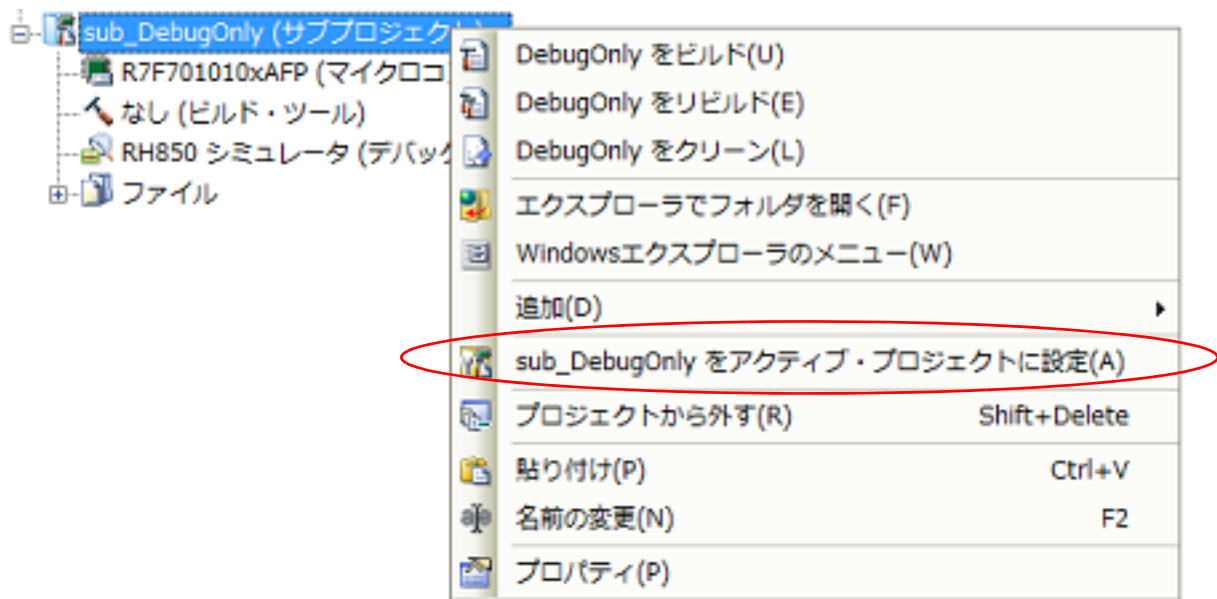 sub_DebugOnly (サブプロジェク
R7F701010xAFP (マイクロコ
なし (ビルド・ツール)
RH850 シミュレータ (デバッグ
ファイル
DebugOnly をビルド(U)
DebugOnly をリビルド(E)
DebugOnly をクリーン(L)
エクスプローラでフォルダを開く(F)
Windowsエクスプローラのメニュー(W)
追加(D)
sub_DebugOnly をアクティブ・プロジェクトに設定(A)
プロジェクトから外す(R) Shift+Delete
貼り付け(P) Ctrl+V
名前の変更(N) F2
プロパティ(P)